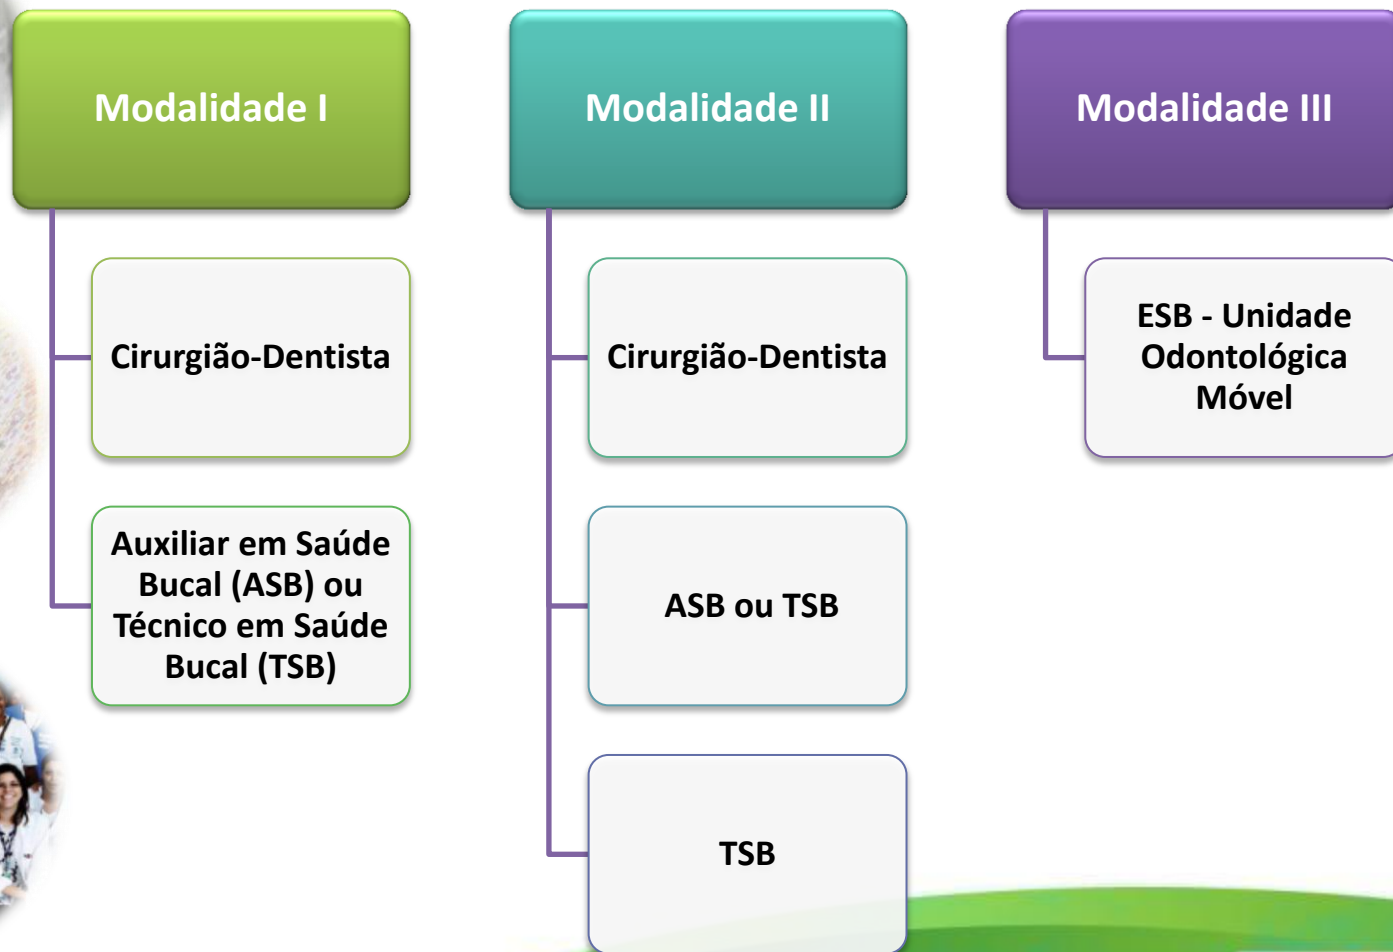 Modalidade I
Cirurgião-Dentista
Auxiliar em Saúde
Bucal (ASB) ou
Técnico em Saúde
Bucal (TSB)
Modalidade II
Cirurgião-Dentista
ASB ou TSB
TSB
Modalidade III
ESB - Unidade
Odontológica
Móvel